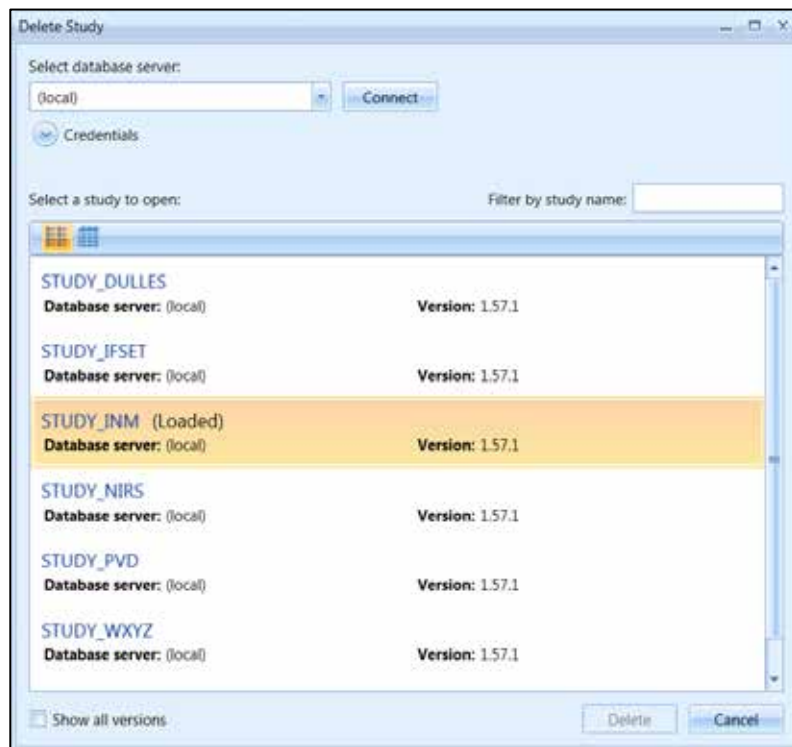 Delete Study
Select database server:
(local)
Connect
Credentials
Select a study to open:
Filter by study name:
STUDY_DULLES
Database server: (local) Version: 1.57.1
STUDY_IFSET
Database server: (local) Version: 1.57.1
STUDY_INM (Loaded)
Database server: (local) Version: 1.57.1
STUDY_NIRS
Database server: (local) Version: 1.57.1
STUDY_PVD
Database server: (local) Version: 1.57.1
STUDY_WXYZ
Database server: (local) Version: 1.57.1
Show all versions
Delete
Cancel